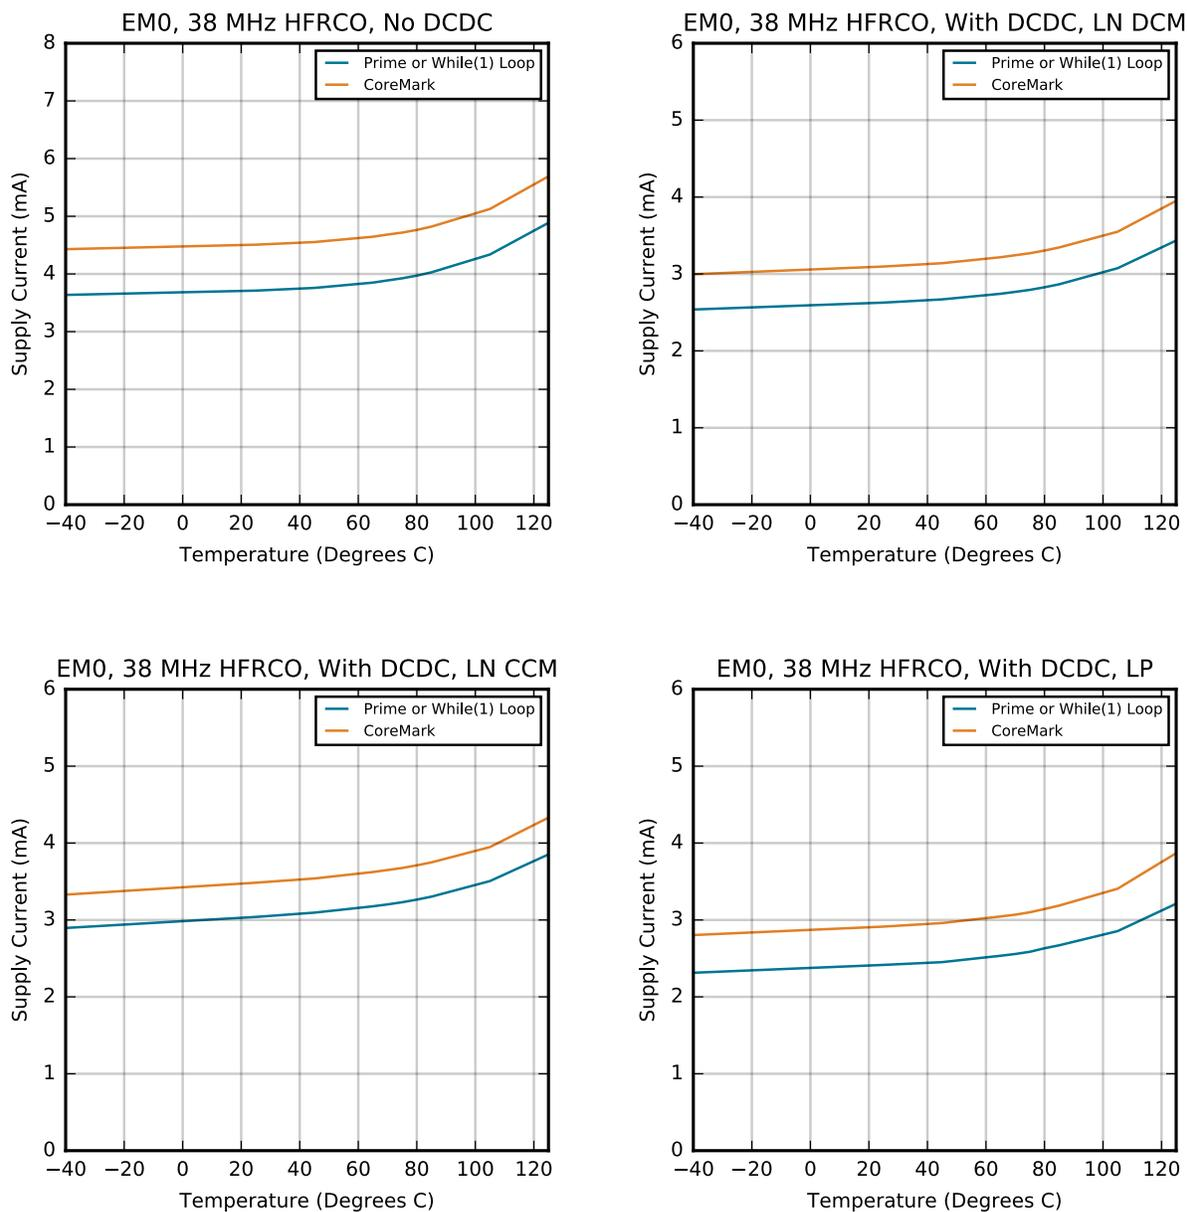 EM0, 38 MHz HFRCO, No DCDC
8
7
6
5
4
3
2
1
0
Supply Current (mA)
Prime or While(1) Loop
CoreMark
−40 −20 0 20 40 60 80 100 120
Temperature (Degrees C)
EM0, 38 MHz HFRCO, With DCDC, LN DCM
6
5
4
3
2
1
0
Supply Current (mA)
Prime or While(1) Loop
CoreMark
−40 −20 0 20 40 60 80 100 120
Temperature (Degrees C)
EM0, 38 MHz HFRCO, With DCDC, LN CCM
6
5
4
3
2
1
0
Supply Current (mA)
Prime or While(1) Loop
CoreMark
−40 −20 0 20 40 60 80 100 120
Temperature (Degrees C)
EM0, 38 MHz HFRCO, With DCDC, LP
6
5
4
3
2
1
0
Supply Current (mA)
Prime or While(1) Loop
CoreMark
−40 −20 0 20 40 60 80 100 120
Temperature (Degrees C)